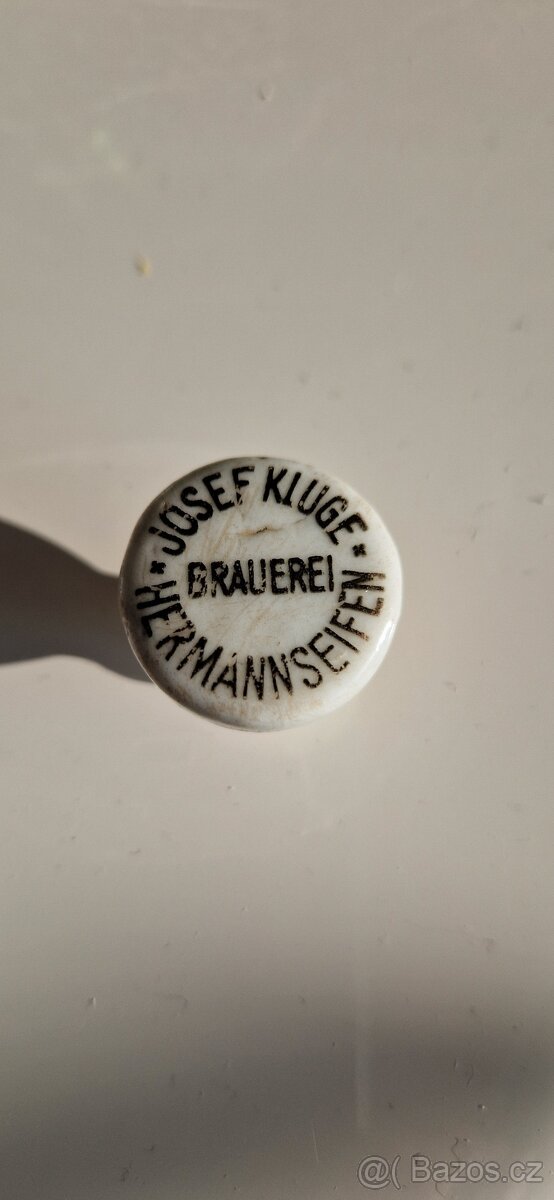 * JOSEF KLUGE *
BRAUEREI
HERMANNSEIFEN
@( Bazos.cz